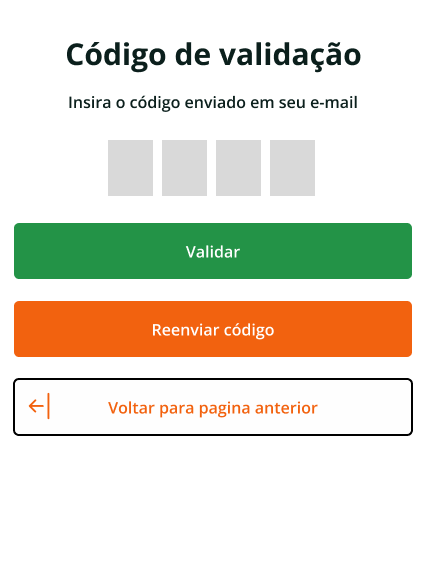 Código de validação
Insira o código enviado em seu e-mail
Validar
Reenviar código
Voltar para pagina anterior